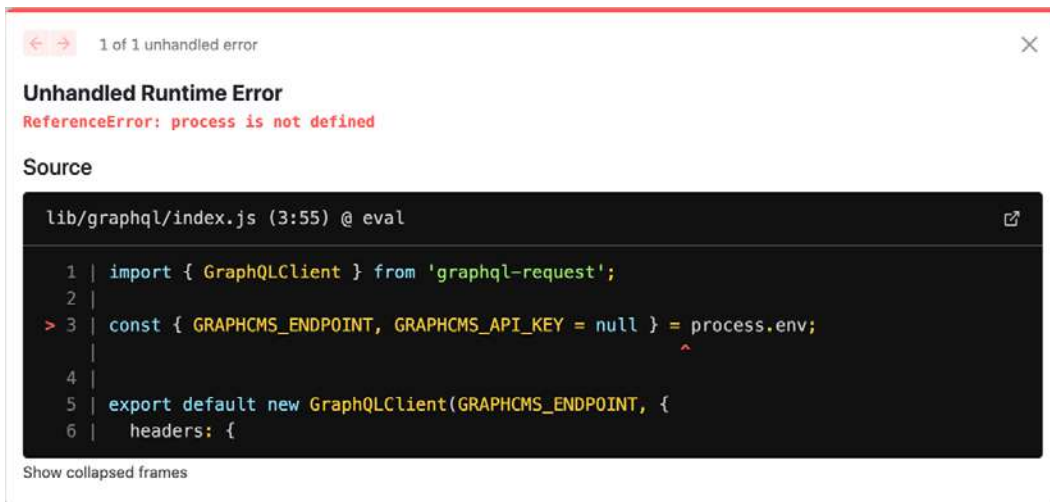 ← → 1 of 1 unhandled error
Unhandled Runtime Error
ReferenceError: process is not defined
Source
lib/graphql/index.js (3:55) @ eval
1 | import { GraphQLClient } from 'graphql-request';
2 |
> 3 | const { GRAPHCMS_ENDPOINT, GRAPHCMS_API_KEY = null } = process.env;
| ^
4 |
5 | export default new GraphQLClient(GRAPHCMS_ENDPOINT, {
6 | headers: {
Show collapsed frames